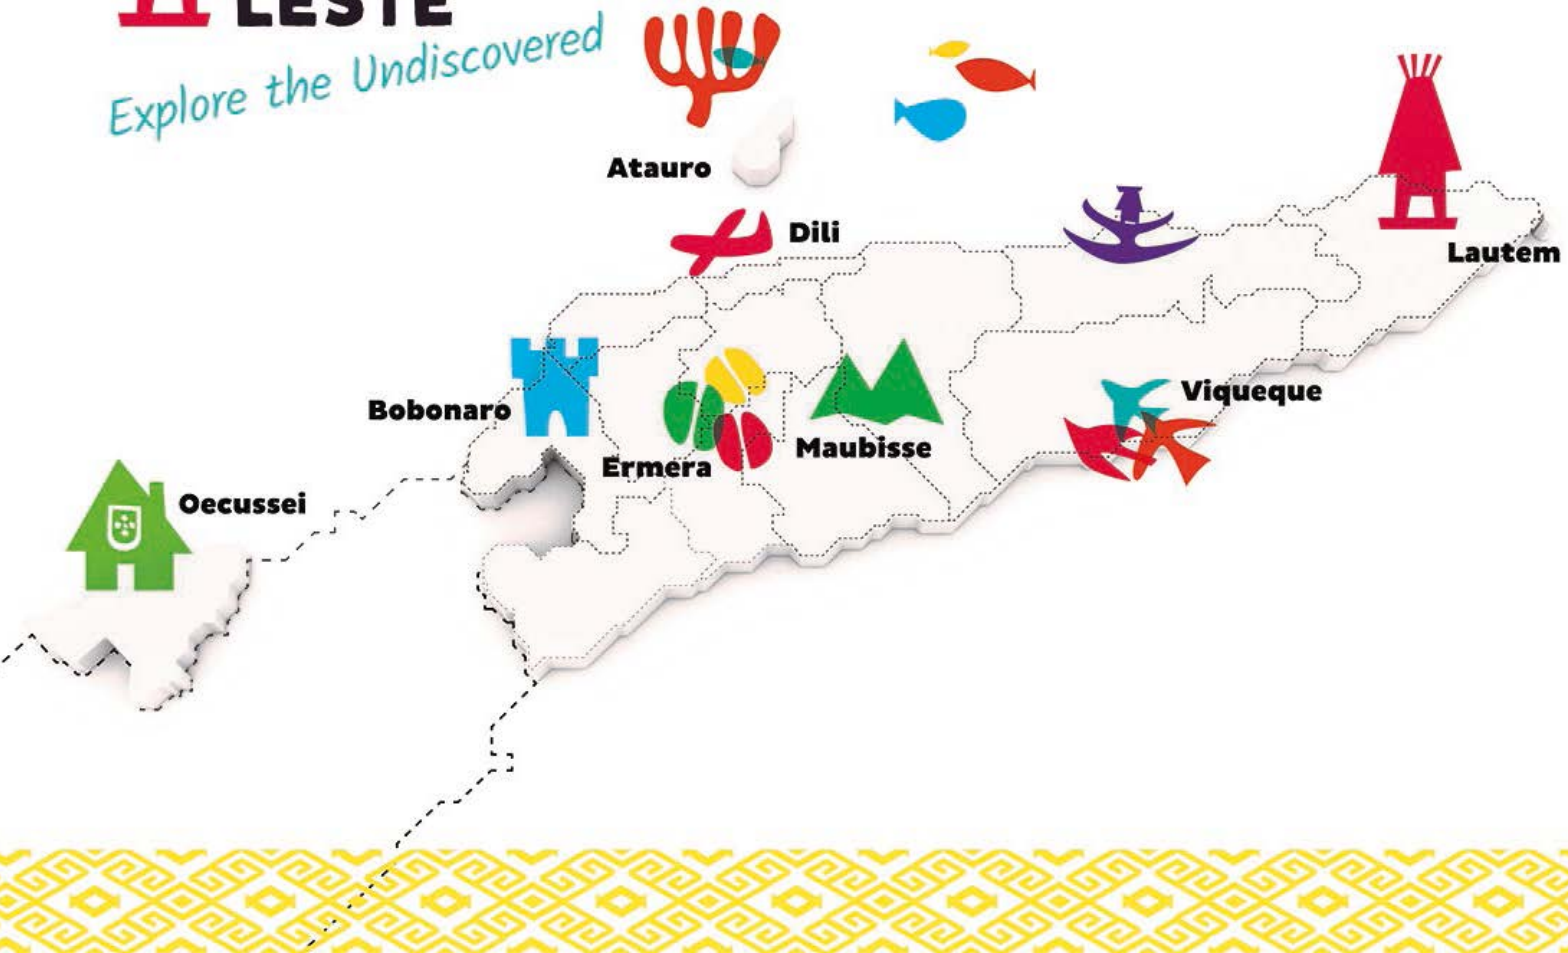 LESTE
Explore the Undiscovered
Atauro
Dili
Lautem
Bobonaro
Viqueque
Maubisse
Ermera
Oecussei